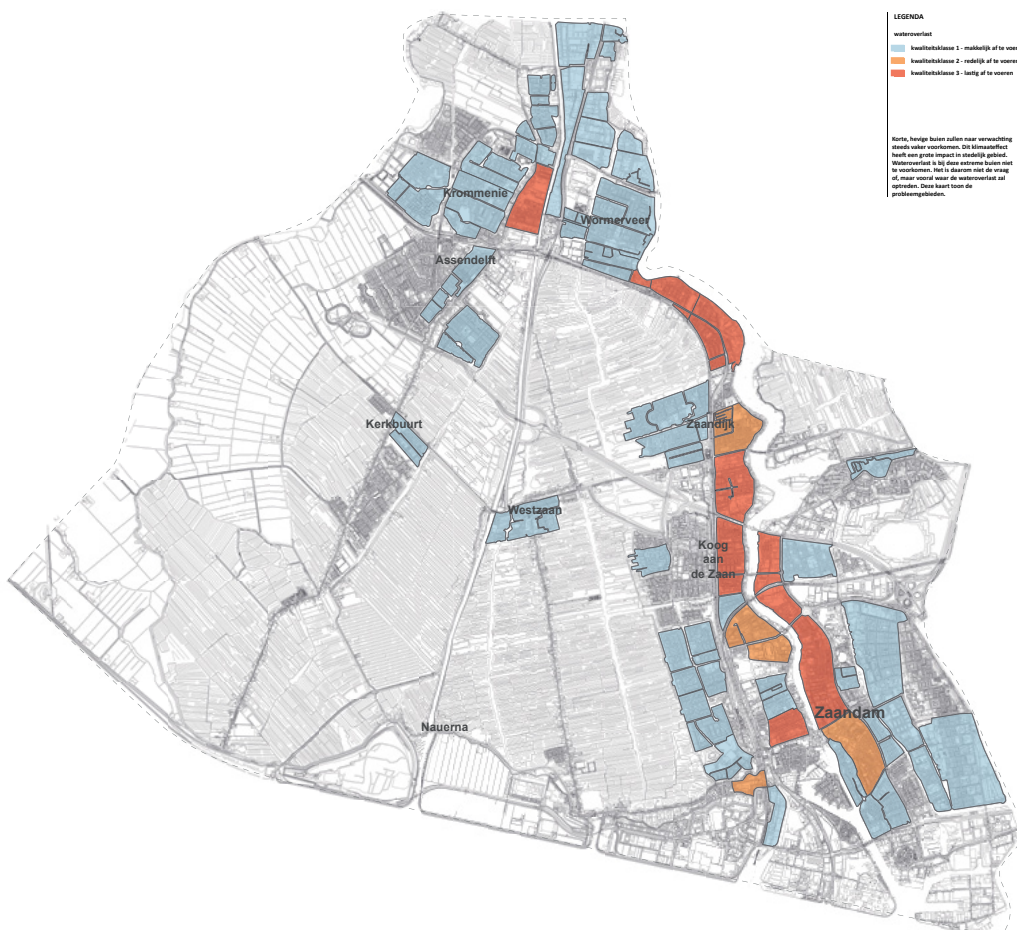 LEGENDA
wateroverlast
kwaliteitsklasse 1 - makkelijk af te voer
kwaliteitsklasse 2 - redelijk af te voeren
kwaliteitsklasse 3 - lastig af te voeren
Korte, hevige buien zullen naar verwachting
steeds vaker voorkomen. Dit klimaateffect
heeft een grote impact in stedelijk gebied.
Wateroverlast is bij deze extreme buien niet
te voorkomen. Het is daarom niet de vraag
of, maar vooral waar de wateroverlast zal
optreden. Deze kaart toon de
probleemgebieden.
Krommenie
Wormerveer
Assendelft
Kerkbuurt
Zaandijk
Westzaan
Koog
aan
de Zaan
Zaandam
Nauerna